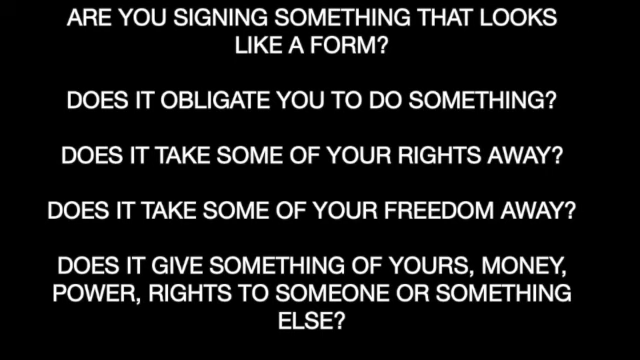 ARE YOU SIGNING SOMETHING THAT LOOKS
LIKE A FORM?
DOES IT OBLIGATE YOU TO DO SOMETHING?
DOES IT TAKE SOME OF YOUR RIGHTS AWAY?
DOES IT TAKE SOME OF YOUR FREEDOM AWAY?
DOES IT GIVE SOMETHING OF YOURS, MONEY,
POWER, RIGHTS TO SOMEONE OR SOMETHING
ELSE?